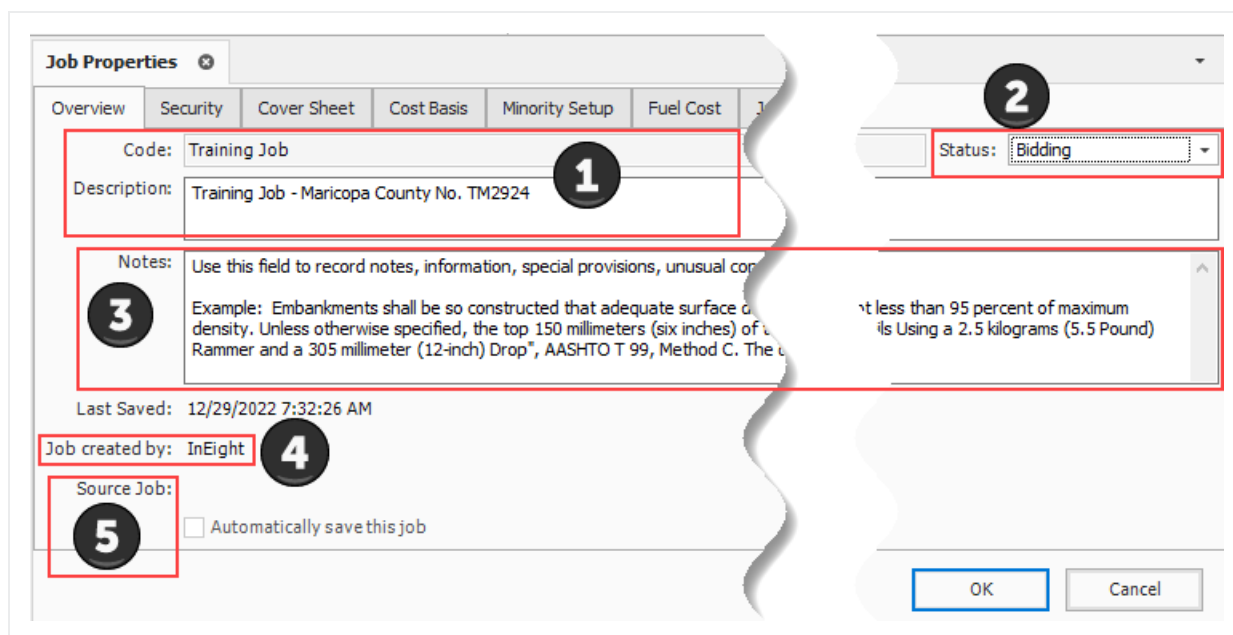 Job Properties
Overview Security Cover Sheet Cost Basis Minority Setup Fuel Cost
2
Code: Training Job Status: Bidding
1
Description: Training Job - Maricopa County No. TM2924
Notes: Use this field to record notes, information, special provisions, unusual
3
Example: Embankments shall be so constructed that adequate surface less than 95 percent of maximum
density. Unless otherwise specified, the top 150 millimeters (six inches) of Using a 2.5 kilograms (5.5 Pound)
Rammer and a 305 millimeter (12-inch) Drop", AASHTO T 99, Method C. The
Last Saved: 12/29/2022 7:32:26 AM
Job created by: InEight
4
Source Job:
5
Automatically save this job
OK Cancel